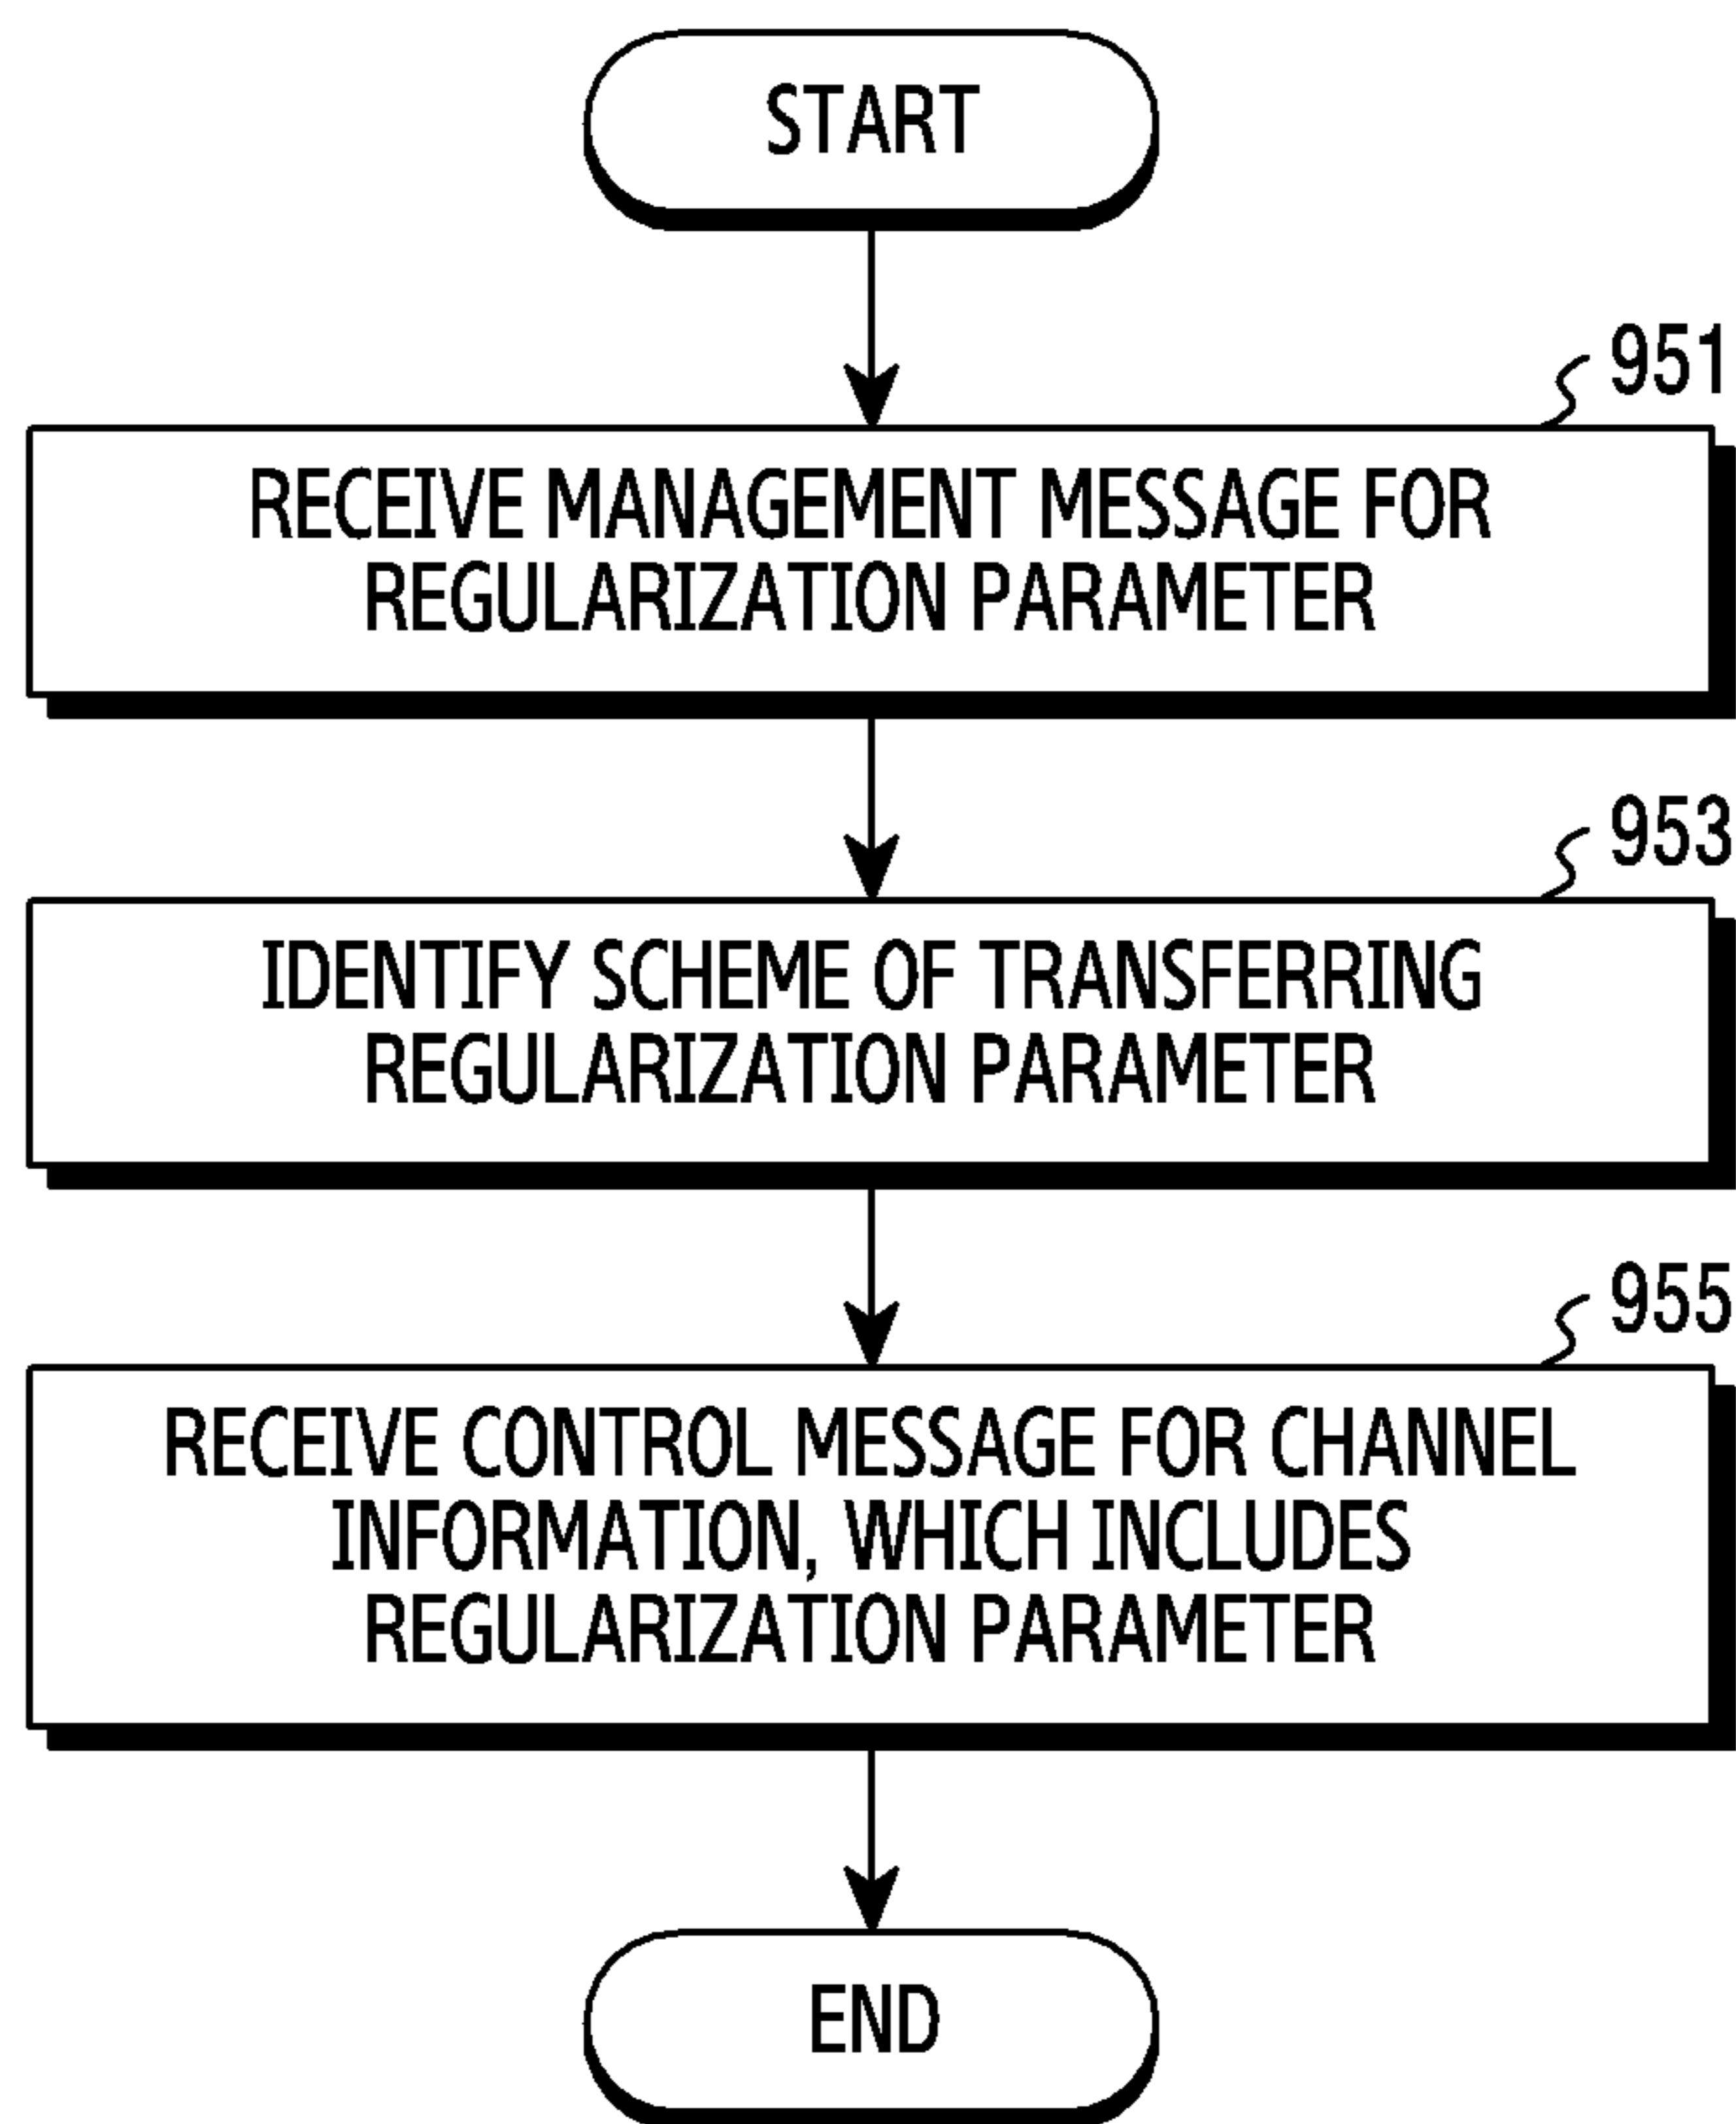 START
951
RECEIVE MANAGEMENT MESSAGE FOR
REGULARIZATION PARAMETER
953
IDENTIFY SCHEME OF TRANSFERRING
REGULARIZATION PARAMETER
955
RECEIVE CONTROL MESSAGE FOR CHANNEL
INFORMATION, WHICH INCLUDES
REGULARIZATION PARAMETER
END